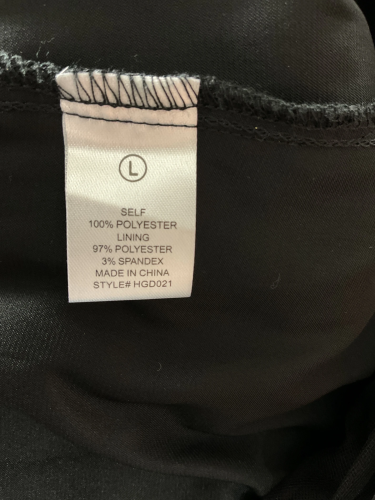 L
SELF
100% POLYESTER
LINING
97% POLYESTER
3% SPANDEX
MADE IN CHINA
STYLE# HGD021